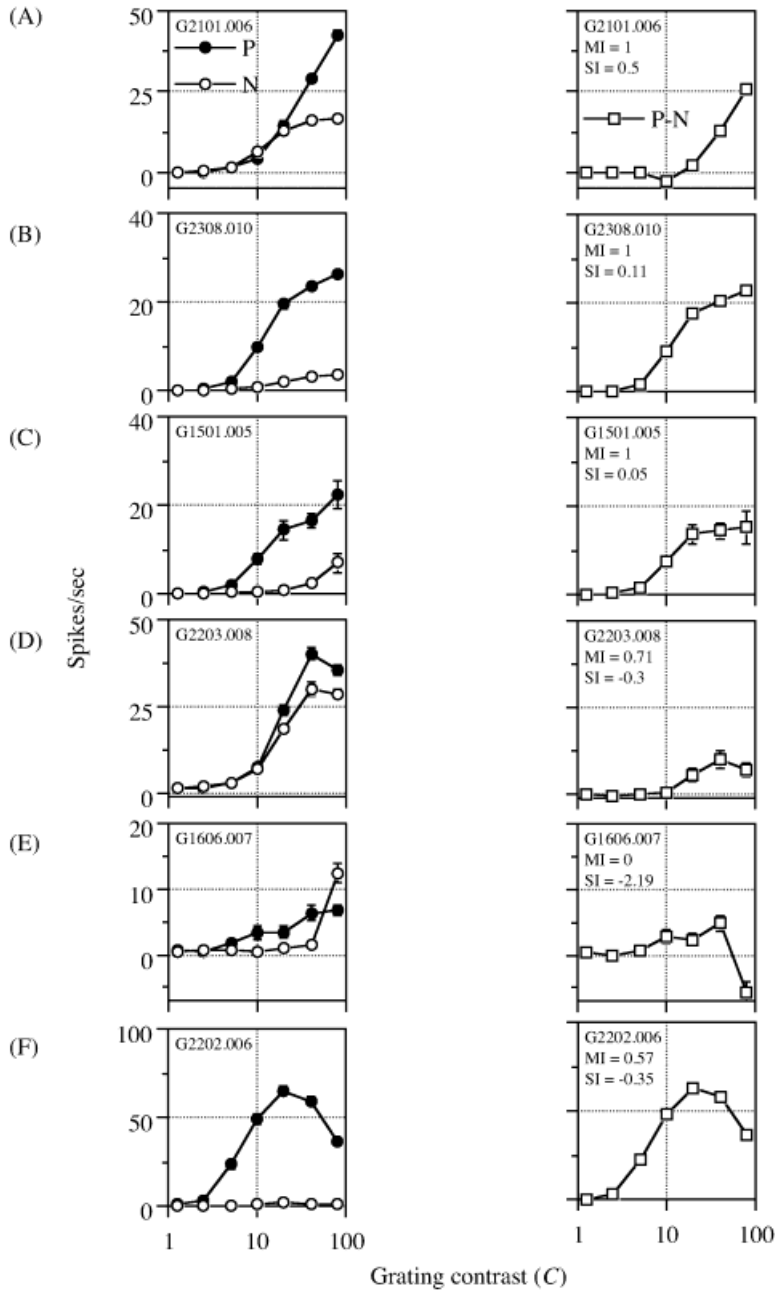 (A)
50
25
0
G2101.006
P
N
G2101.006
MI = 1
SI = 0.5
P-N
(B)
40
20
0
G2308.010
G2308.010
MI = 1
SI = 0.11
(C)
40
20
0
G1501.005
G1501.005
MI = 1
SI = 0.05
Spikes/sec
(D)
50
25
0
G2203.008
G2203.008
MI = 0.71
SI = -0.3
(E)
20
10
0
G1606.007
G1606.007
MI = 0
SI = -2.19
(F)
100
50
0
G2202.006
G2202.006
MI = 0.57
SI = -0.35
1 10 100
1 10 100
Grating contrast (C)